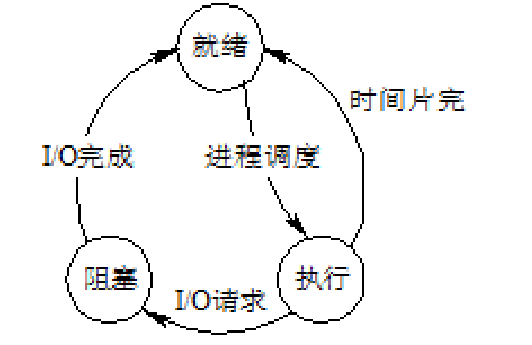 就绪
时间片完
I/O完成
进程调度
阻塞
执行
I/O请求